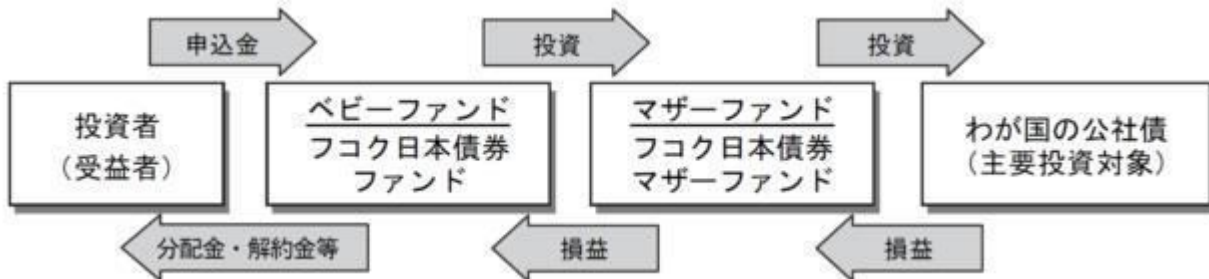 申込金
投資
投資
投資者
（受益者）
ベビーファンド
フコク日本債券
ファンド
マザーファンド
フコク日本債券
マザーファンド
わが国の公社債
（主要投資対象）
分配金・解約金等
損益
損益